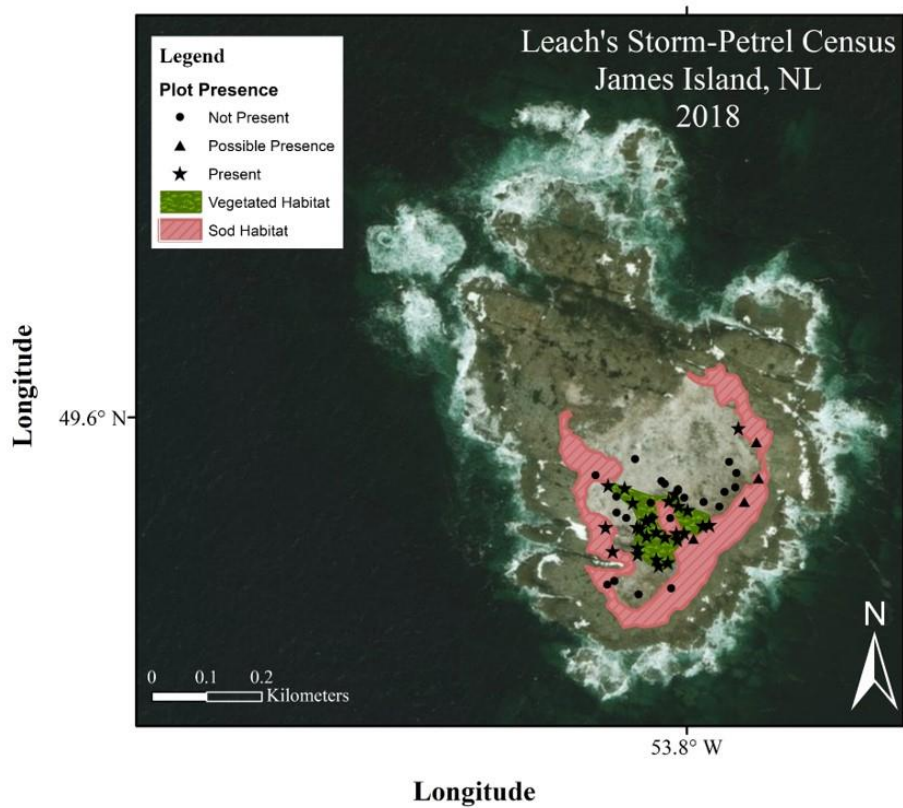 Leach's Storm-Petrel Census
James Island, NL
2018
Legend
Plot Presence
Not Present
Possible Presence
Present
Vegetated Habitat
Sod Habitat
Longitude
49.6° N
N
0 0.1 0.2
Kilometers
53.8° W
Longitude